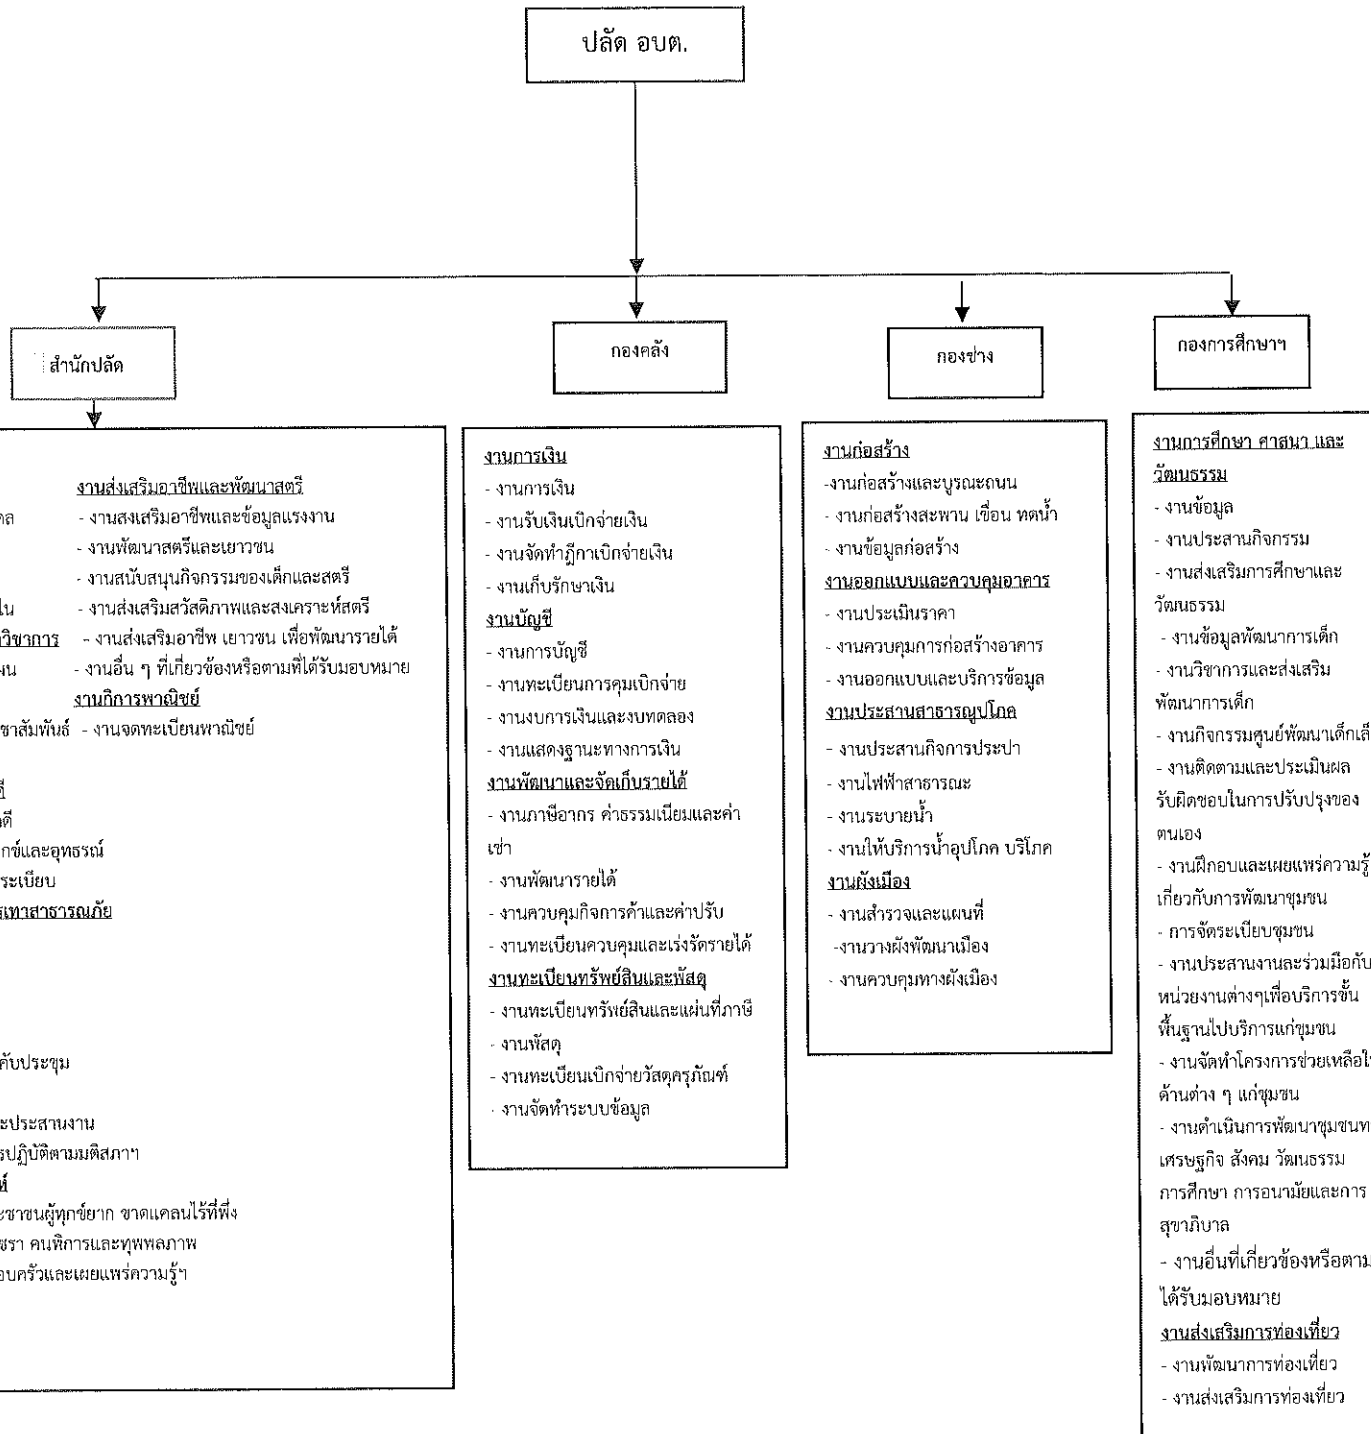 ปลัด อบต.
สำนักปลัด
กองคลัง
กองช่าง
กองการศึกษาฯ
งานส่งเสริมอาชีพและพัฒนาสตรี
- งานสงเสริมอาชีพและข้อมูลแรงงาน
- งานพัฒนาสตรีและเยาวชน
- งานสนับสนุนกิจกรรมของเด็กและสตรี
ใน - งานส่งเสริมสวัสดิภาพและสงเคราะห์สตรี
วิชาการ - งานส่งเสริมอาชีพ เยาวชน เพื่อพัฒนารายได้
- งานอื่น ๆ ที่เกี่ยวข้องหรือตามที่ได้รับมอบหมาย
งานกิการพาณิชย์
ชาสัมพันธ์ - งานจดทะเบียนพาณิชย์
ดี
กข์และอุทธรณ์
ระเบียบ
เทาสาธารณภัย
คับประชุม
ะประสานงาน
รปฏิบัติตามมติสภาฯ
ะชาชนผู้ทุกข์ยาก ขาดแคลนไร้ที่พึ่ง
ชรา คนพิการและทุพพลภาพ
อบครัวและเผยแพร่ความรู้ฯ
งานการเงิน
- งานการเงิน
- งานรับเงินเบิกจ่ายเงิน
- งานจัดทำฎีกาเบิกจ่ายเงิน
- งานเก็บรักษาเงิน
งานบัญชี
- งานการบัญชี
- งานทะเบียนการคุมเบิกจ่าย
- งานงบการเงินและงบทดลอง
- งานแสดงฐานะทางการเงิน
งานพัฒนาและจัดเก็บรายได้
- งานภาษีอากร ค่าธรรมเนียมและค่า
เช่า
- งานพัฒนารายได้
- งานควบคุมกิจการค้าและค่าปรับ
- งานทะเบียนควบคุมและเร่งรัดรายได้
งานทะเบียนทรัพย์สินและพัสดุ
- งานทะเบียนทรัพย์สินและแผ่นที่ภาษี
- งานพัสดุ
- งานทะเบียนเบิกจ่ายวัสดุครุภัณฑ์
- งานจัดทำระบบข้อมูล
งานก่อสร้าง
-งานก่อสร้างและบูรณะถนน
- งานก่อสร้างสะพาน เขื่อน ทดน้ำ
- งานข้อมูลก่อสร้าง
งานออกแบบและควบคุมอาคาร
- งานประเมินราคา
- งานควบคุมการก่อสร้างอาคาร
- งานออกแบบและบริการข้อมูล
งานประสานสาธารณูปโภค
- งานประสานกิจการประปา
- งานไฟฟ้าสาธารณะ
- งานระบายน้ำ
- งานให้บริการน้ำอุปโภค บริโภค
งานผังเมือง
- งานสำรวจและแผนที่
-งานวางผังพัฒนาเมือง
- งานควบคุมทางผังเมือง
งานการศึกษา ศาสนา และ
วัฒนธรรม
- งานข้อมูล
- งานประสานกิจกรรม
- งานส่งเสริมการศึกษาและ
วัฒนธรรม
- งานข้อมูลพัฒนาการเด็ก
- งานวิชาการและส่งเสริม
พัฒนาการเด็ก
- งานกิจกรรมศูนย์พัฒนาเด็กเล็
- งานติดตามและประเมินผล
รับผิดชอบในการปรับปรุงของ
ตนเอง
- งานฝึกอบและเผยแพร่ความรู้
เกี่ยวกับการพัฒนาชุมชน
- การจัดระเบียบชุมชน
- งานประสานงานละร่วมมือกับ
หน่วยงานต่างๆเพื่อบริการขั้น
พื้นฐานไปบริการแก่ชุมชน
- งานจัดทำโครงการช่วยเหลือใ
ด้านต่าง ๆ แก่ชุมชน
- งานดำเนินการพัฒนาชุมชนท
เศรษฐกิจ สังคม วัฒนธรรม
การศึกษา การอนามัยและการ
สุขาภิบาล
- งานอื่นที่เกี่ยวข้องหรือตาม
ได้รับมอบหมาย
งานส่งเสริมการท่องเที่ยว
- งานพัฒนาการท่องเที่ยว
- งานส่งเสริมการท่องเที่ยว